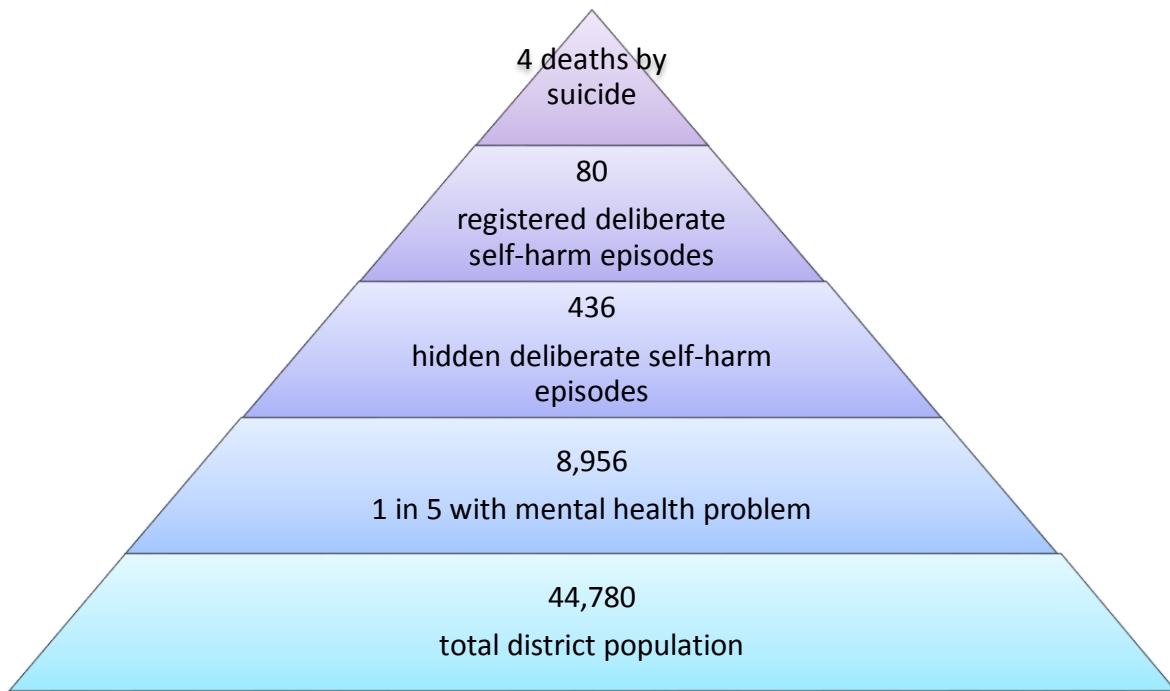 4 deaths by
suicide
80
registered deliberate
self-harm episodes
436
hidden deliberate self-harm
episodes
8,956
1 in 5 with mental health problem
44,780
total district population